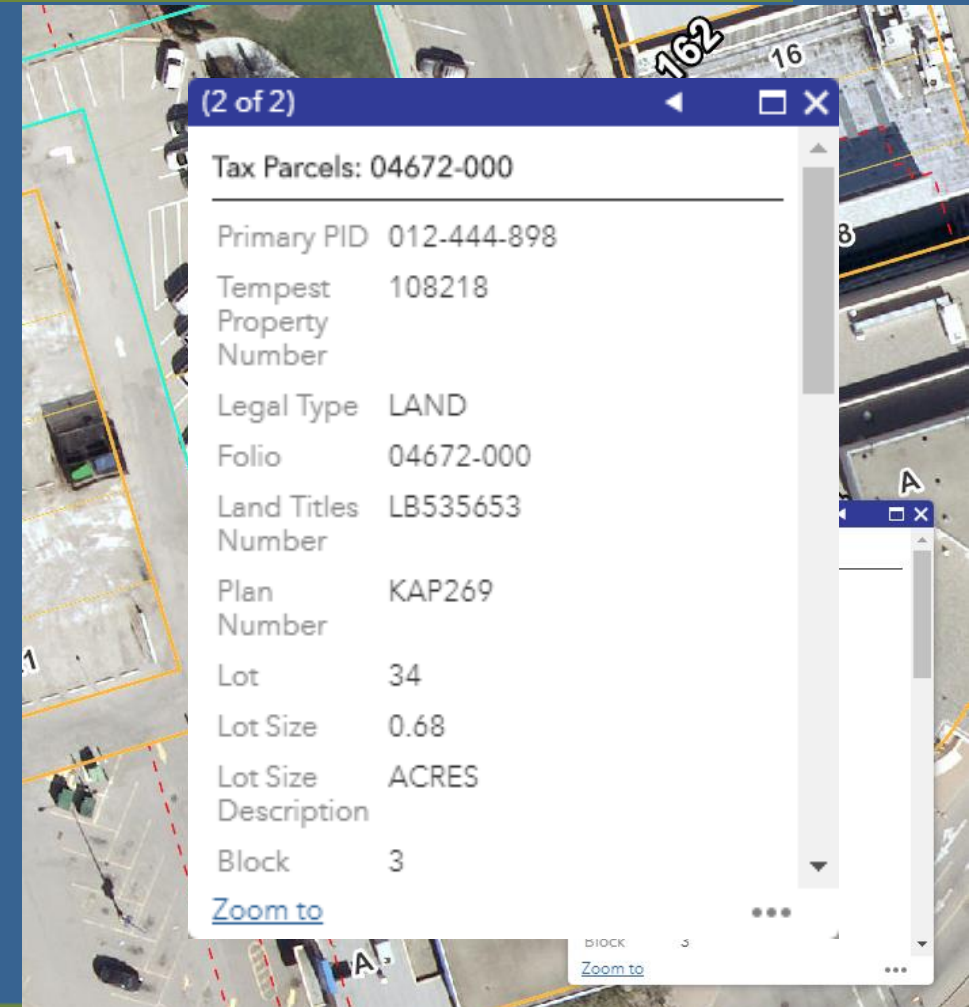 162
16
(2 of 2)
Tax Parcels: 04672-000
Primary PID 012-444-898
Tempest 108218
Property
Number
8
Legal Type LAND
Folio 04672-000
A
Land Titles LB535653
Number
Plan KAP269
Number
1
Lot 34
Lot Size 0.68
Lot Size ACRES
Description
Block 3
Zoom to
Block 3
A
Zoom to